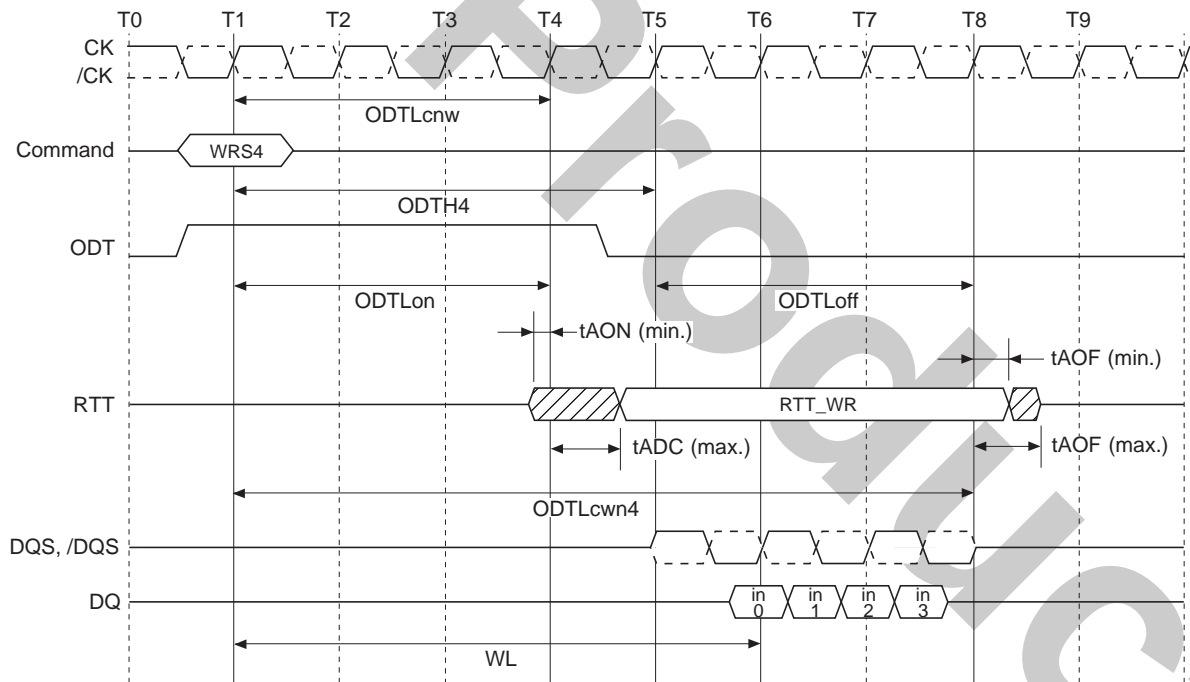 T0 T1 T2 T3 T4 T5 T6 T7 T8 T9
CK
/CK
ODTLcnw
Command WRS4
ODTH4
ODT
ODTLon ODTLoff
tAON (min.)
tAOF (min.)
RTT RTT_WR
tADC (max.) tAOF (max.)
ODTLcwn4
DQS, /DQS
DQ in 0 in 1 in 2 in 3
WL
Produc